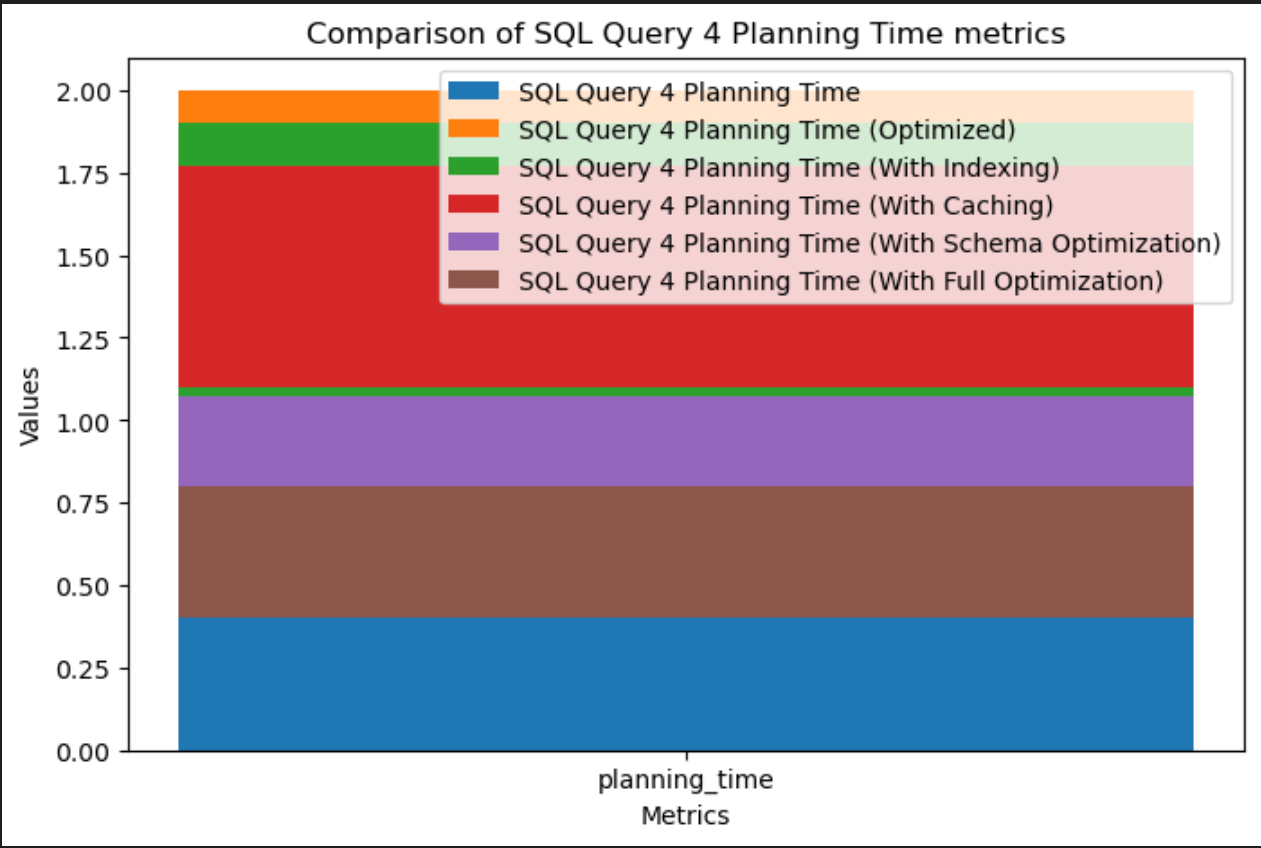 Comparison of SQL Query 4 Planning Time metrics
SQL Query 4 Planning Time
SQL Query 4 Planning Time (Optimized)
SQL Query 4 Planning Time (With Indexing)
SQL Query 4 Planning Time (With Caching)
SQL Query 4 Planning Time (With Schema Optimization)
SQL Query 4 Planning Time (With Full Optimization)
Values
2.00
1.75
1.50
1.25
1.00
0.75
0.50
0.25
0.00
planning_time
Metrics